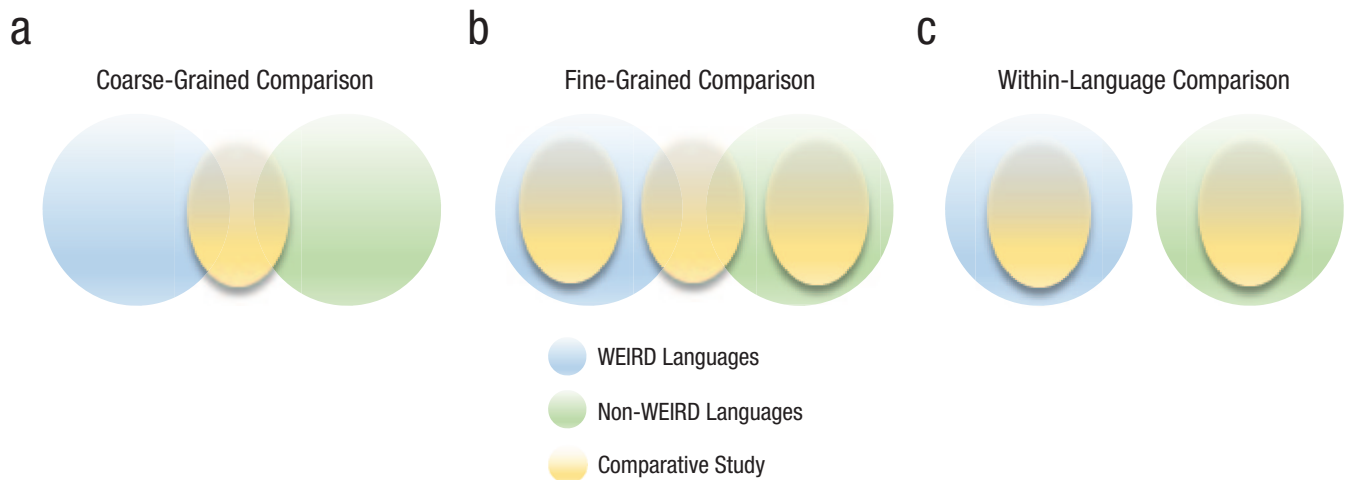 a
Coarse-Grained Comparison
b
Fine-Grained Comparison
c
Within-Language Comparison
WEIRD Languages
Non-WEIRD Languages
Comparative Study